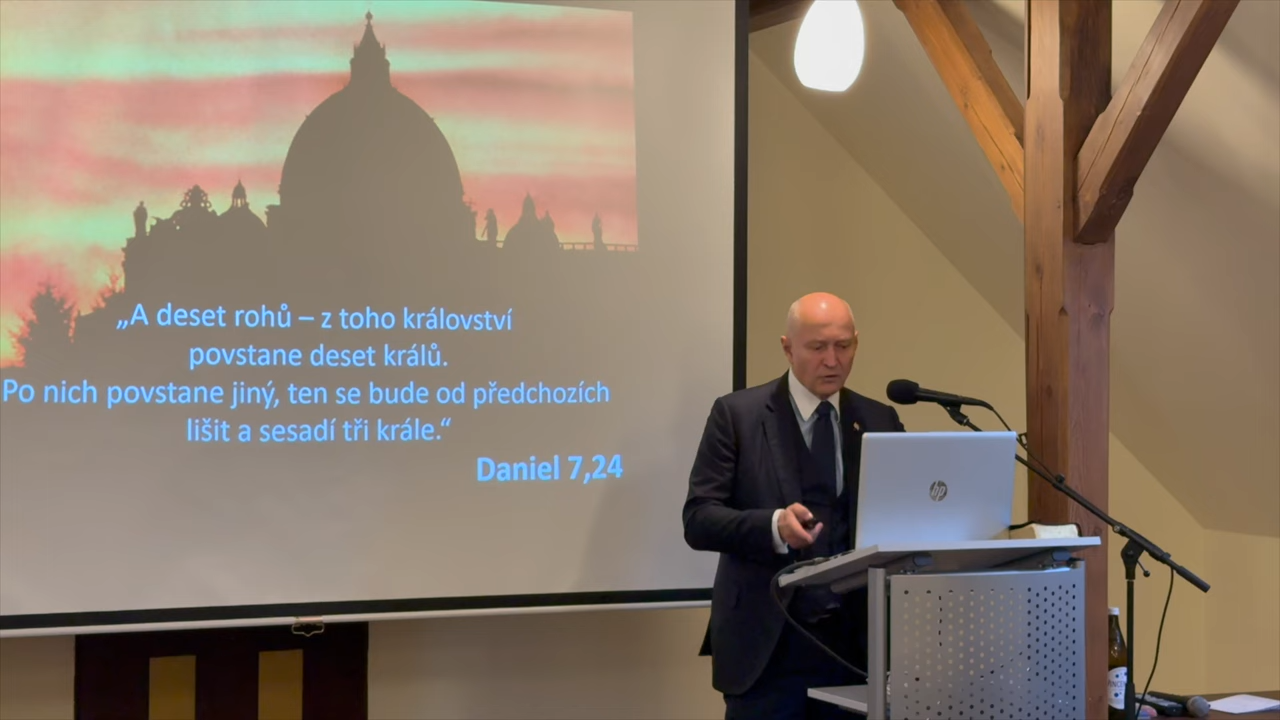 „A deset rohů – z toho království
povstane deset králů.
Po nich povstane jiný, ten se bude od předchozích
lišit a sesadí tři krále.“
Daniel 7,24
hp